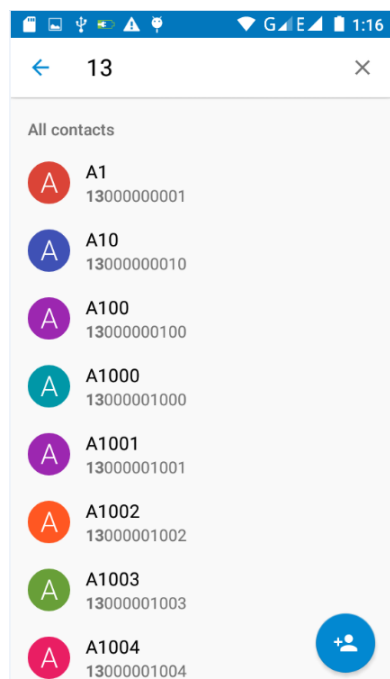 G E 1:16
13
All contacts
A A1
13000000001
A A10
13000000010
A A100
13000000100
A A1000
13000001000
A A1001
13000001001
A A1002
13000001002
A A1003
13000001003
A A1004
13000001004